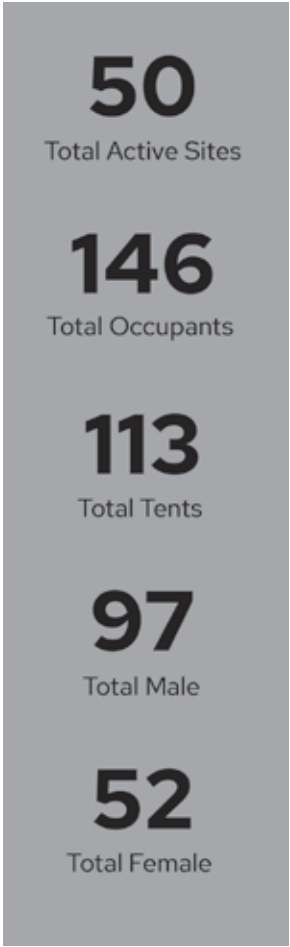 50
Total Active Sites
146
Total Occupants
113
Total Tents
97
Total Male
52
Total Female